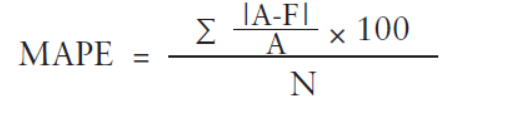 |A-F|
Σ A × 100
MAPE = N